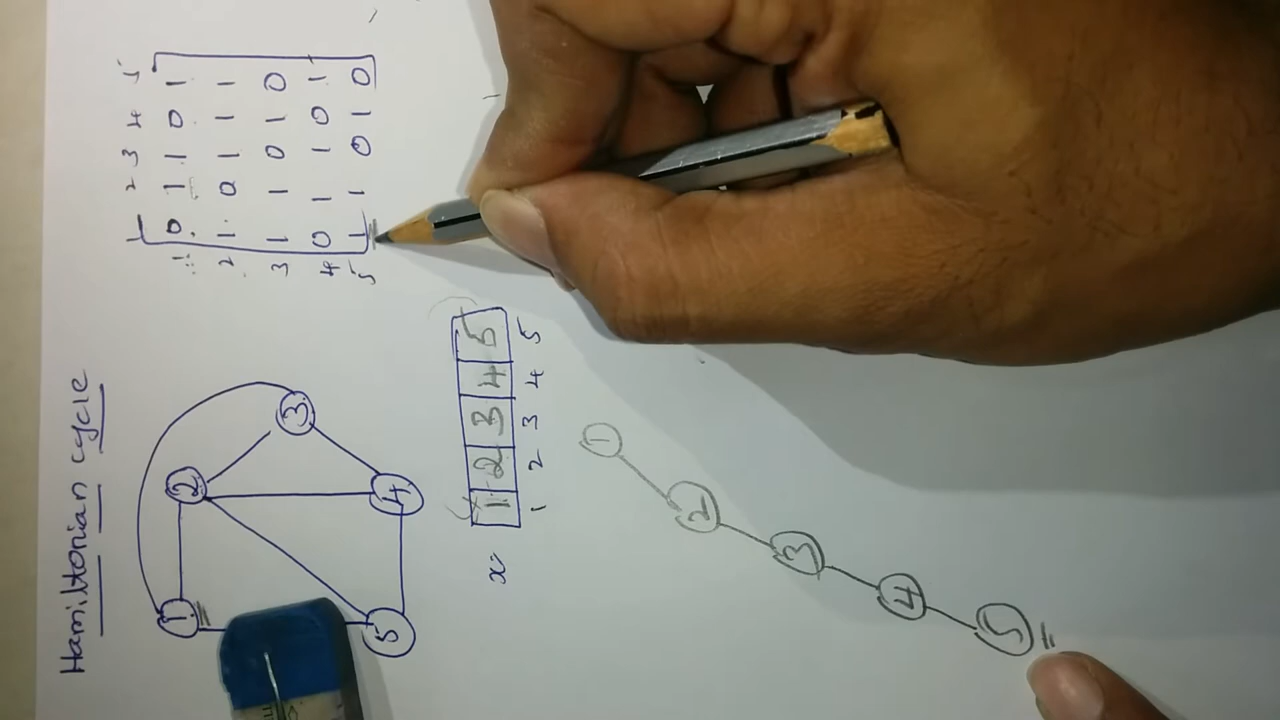 Hamiltonian cycle
1 2 3 4 5
1 0 1 1 0 1
2 1 0 1 1 1
3 1 1 0 1 0
4 0 1 1 0 1
5 1 1 0 1 0
1 2
3
5 4
x: 1 2 3 4 5
1 2 3 4 5
1
2
3
4
5